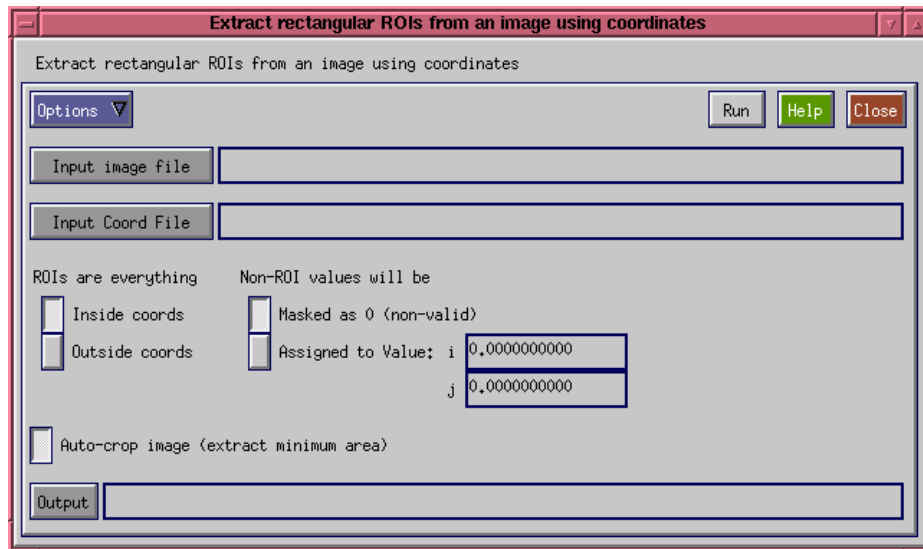 Extract rectangular ROIs from an image using coordinates
Extract rectangular ROIs from an image using coordinates
Options Run Help Close
Input image file
Input Coord File
ROIs are everything Non-ROI values will be
Inside coords Masked as 0 (non-valid)
Outside coords Assigned to Value: i 0.0000000000
j 0.0000000000
Auto-crop image (extract minimum area)
Output